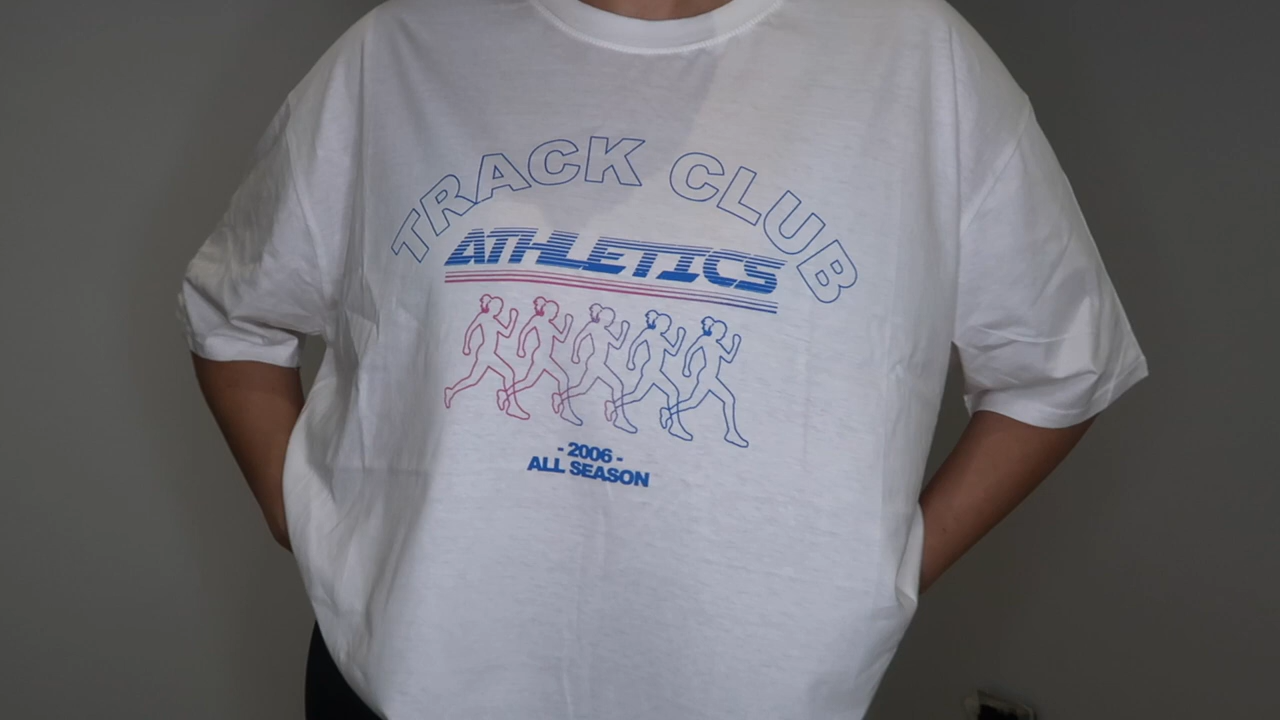 TRACK CLUB
ATHLETICS
- 2006 -
ALL SEASON